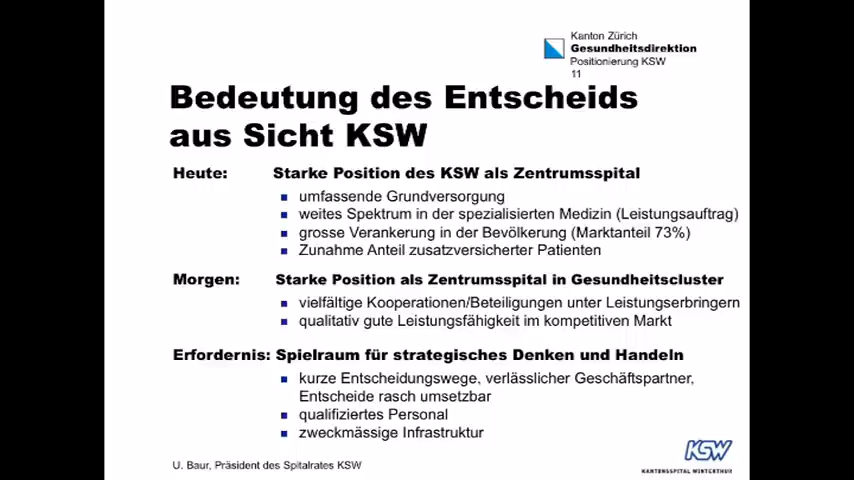 Kanton Zürich
Gesundheitsdirektion
Positionierung KSW
11
Bedeutung des Entscheids
aus Sicht KSW
Heute: Starke Position des KSW als Zentrumsspital
umfassende Grundversorgung
weites Spektrum in der spezialisierten Medizin (Leistungsauftrag)
grosse Verankerung in der Bevölkerung (Marktanteil 73%)
Zunahme Anteil zusatzversicherter Patienten
Morgen: Starke Position als Zentrumsspital in Gesundheitscluster
vielfältige Kooperationen/Beteiligungen unter Leistungserbringern
qualitativ gute Leistungsfähigkeit im kompetitiven Markt
Erfordernis: Spielraum für strategisches Denken und Handeln
kurze Entscheidungswege, verlässlicher Geschäftspartner,
Entscheide rasch umsetzbar
qualifiziertes Personal
zweckmässige Infrastruktur
KSW
KANTONSSPITAL WINTERTHUR
U. Baur, Präsident des Spitalrates KSW